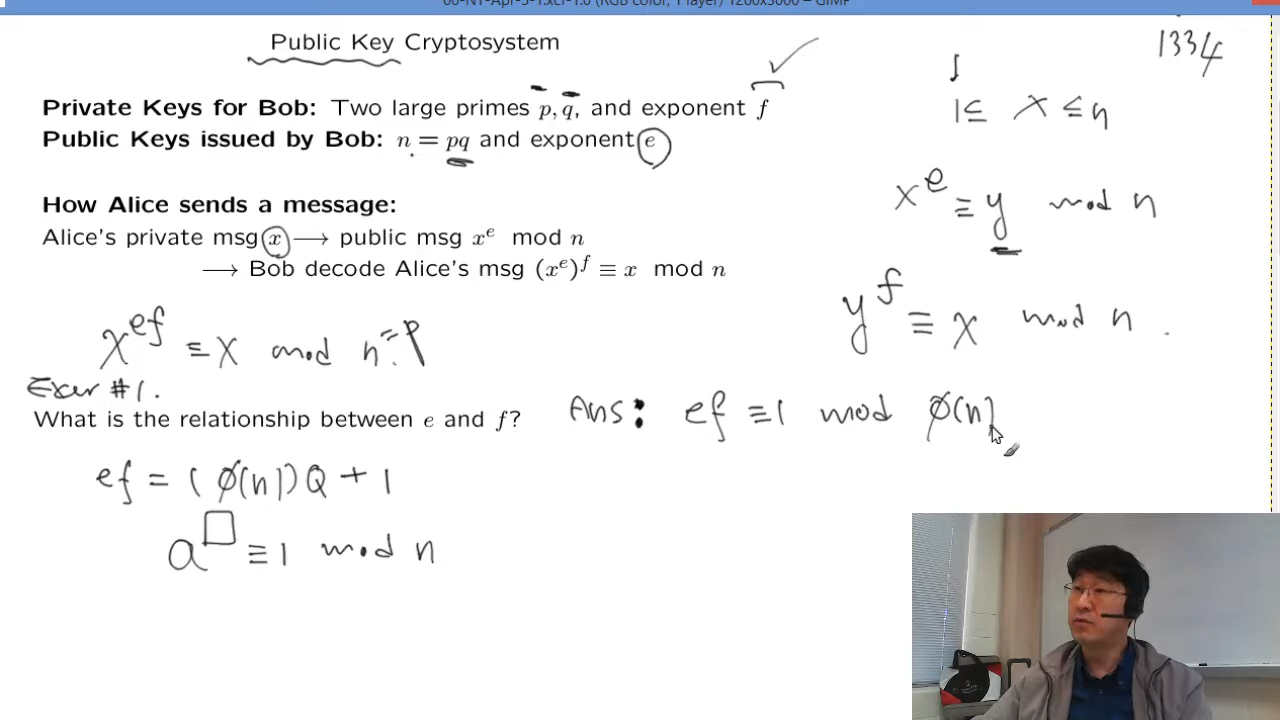 Public Key Cryptosystem
1334
Private Keys for Bob: Two large primes p, q, and exponent f
1 ≤ x ≤ n
Public Keys issued by Bob: n = pq and exponent e
x^e ≡ y mod n
How Alice sends a message:
Alice's private msg x ⟶ public msg x^e mod n
⟶ Bob decode Alice's msg (x^e)^f ≡ x mod n
y^f ≡ x mod n .
x^ef ≡ x mod n = P
Exer #1.
What is the relationship between e and f?
Ans: ef ≡ 1 mod ϕ(n)
ef = (ϕ(n))Q + 1
a^□ ≡ 1 mod n